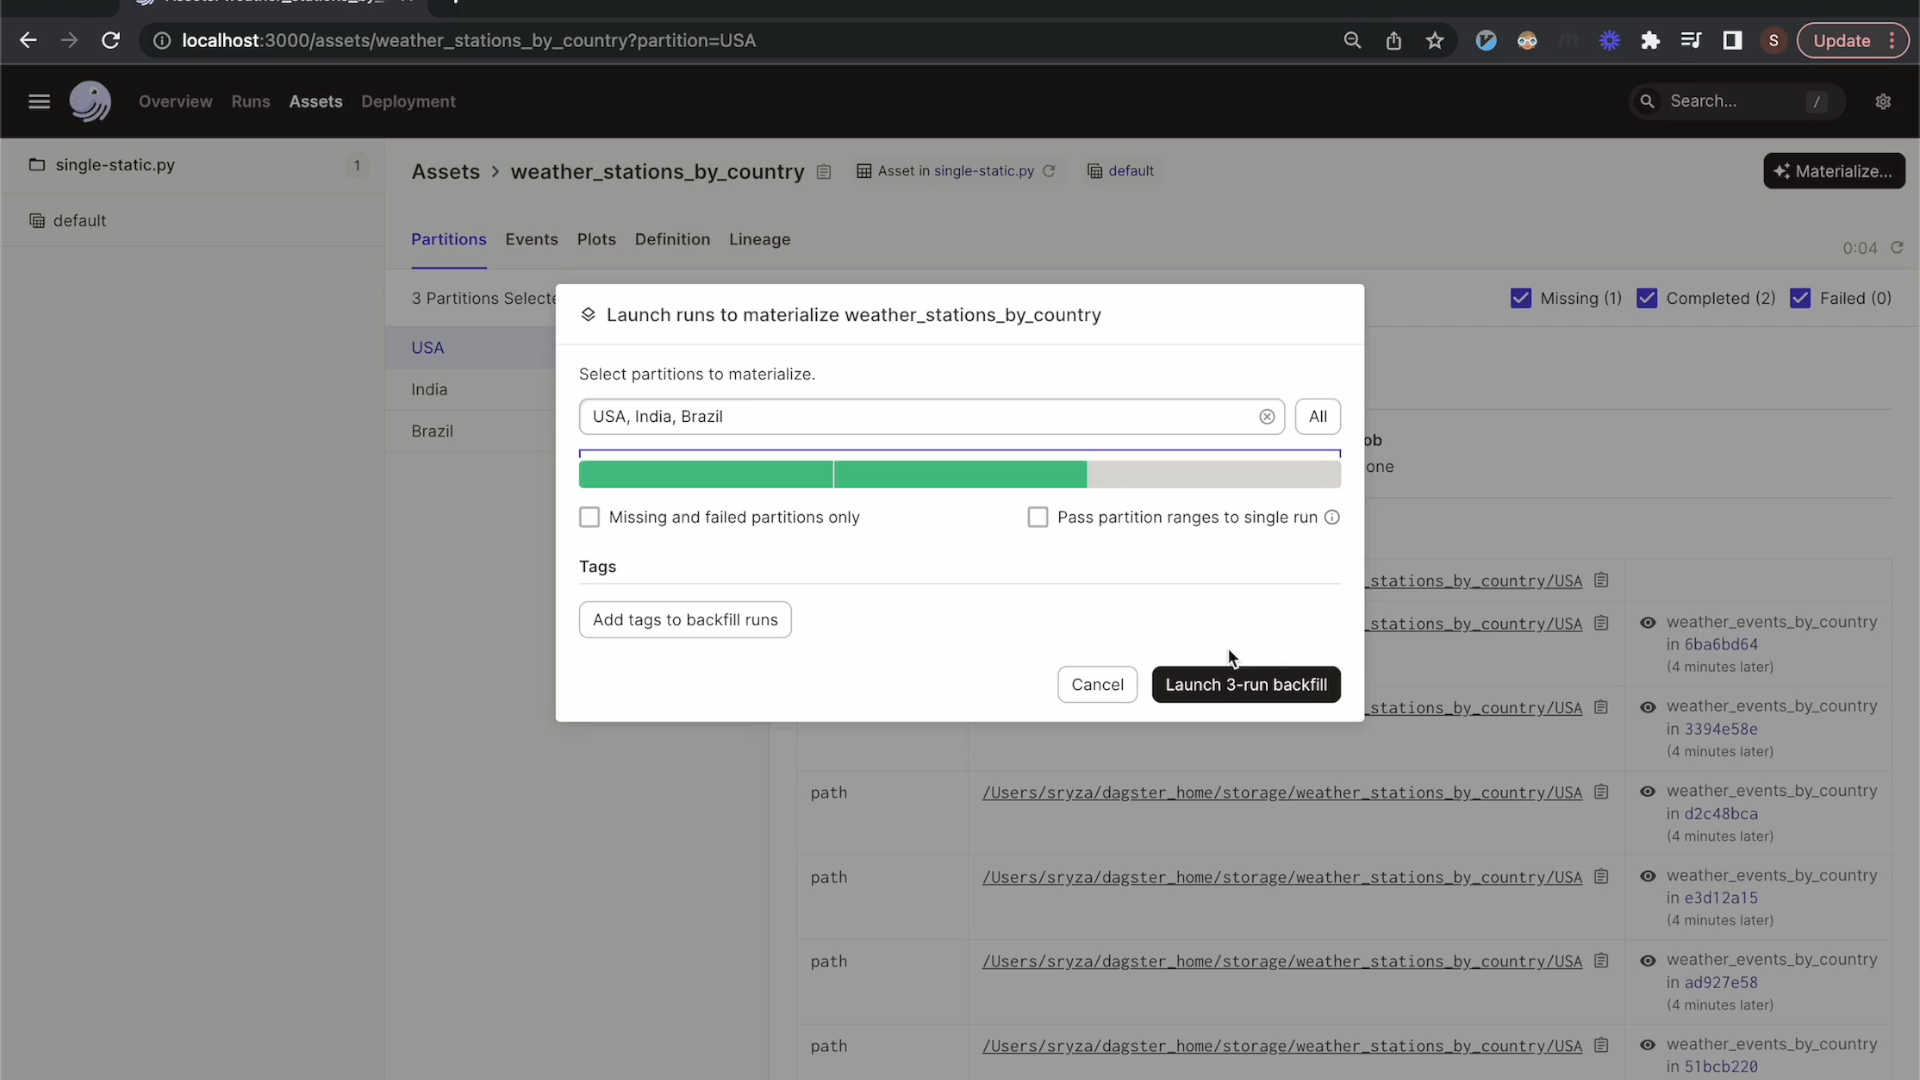 localhost:3000/assets/weather_stations_by_country?partition=USA
S
Update
Overview Runs Assets Deployment
Search... /
single-static.py 1
default
Assets > weather_stations_by_country
Asset in single-static.py
default
Materialize...
Partitions Events Plots Definition Lineage
0:04
3 Partitions Selecte
Missing (1) Completed (2) Failed (0)
USA
India
Brazil
Launch runs to materialize weather_stations_by_country
Select partitions to materialize.
USA, India, Brazil
All
Missing and failed partitions only
Pass partition ranges to single run
Tags
Add tags to backfill runs
Cancel
Launch 3-run backfill
ob
one
_stations_by_country/USA
_stations_by_country/USA
weather_events_by_country
in 6ba6bd64
(4 minutes later)
_stations_by_country/USA
weather_events_by_country
in 3394e58e
(4 minutes later)
path
/Users/sryza/dagster_home/storage/weather_stations_by_country/USA
weather_events_by_country
in d2c48bca
(4 minutes later)
path
/Users/sryza/dagster_home/storage/weather_stations_by_country/USA
weather_events_by_country
in e3d12a15
(4 minutes later)
path
/Users/sryza/dagster_home/storage/weather_stations_by_country/USA
weather_events_by_country
in ad927e58
(4 minutes later)
path
/Users/sryza/dagster_home/storage/weather_stations_by_country/USA
weather_events_by_country
in 51bcb220